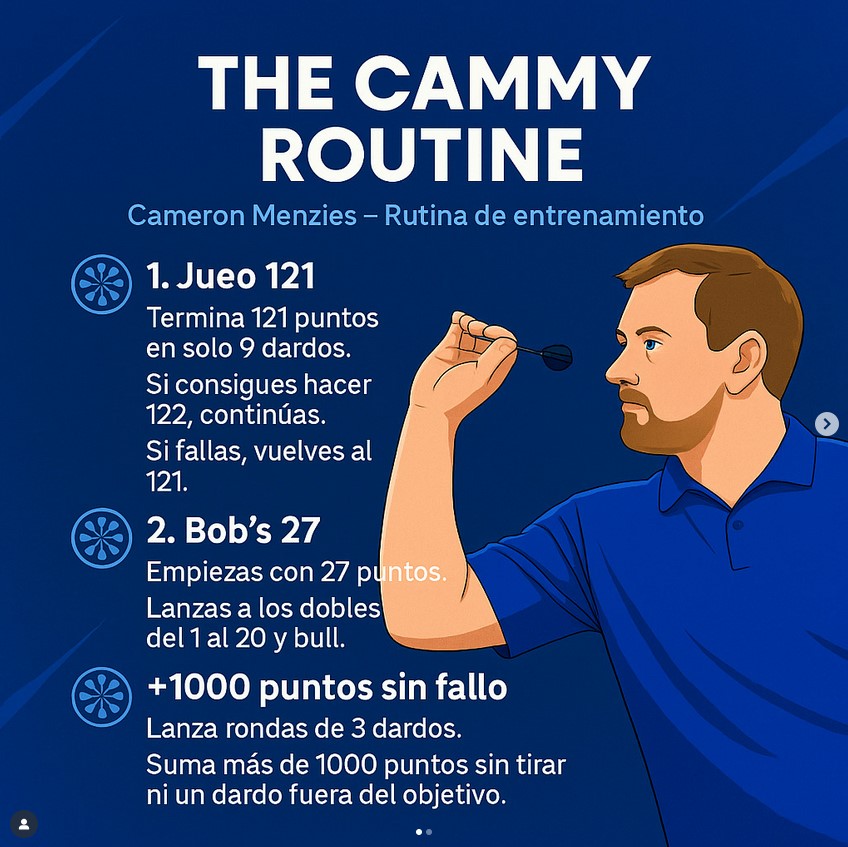 THE CAMMY
ROUTINE
Cameron Menzies – Rutina de entrenamiento
1. Jueo 121
Termina 121 puntos
en solo 9 dardos.
Si consigues hacer
122, continúas.
Si fallas, vuelves al
121.
2. Bob’s 27
Empiezas con 27 puntos.
Lanzas a los dobles
del 1 al 20 y bull.
+1000 puntos sin fallo
Lanza rondas de 3 dardos.
Suma más de 1000 puntos sin tirar
ni un dardo fuera del objetivo.